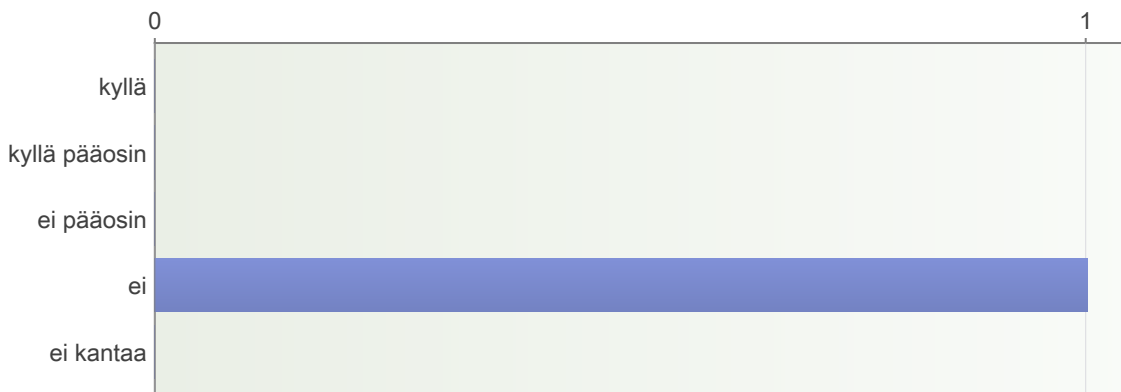 0 1
kyllä
kyllä pääosin
ei pääosin
ei
ei kantaa